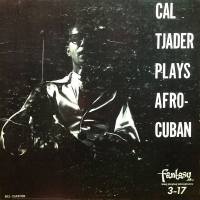 CAL
TJADER
PLAYS
AFRO-
CUBAN
Fantasy
3-17